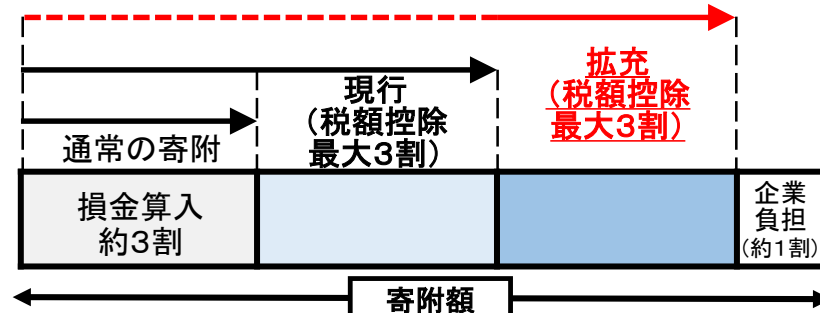 拡充
（税額控除
最大３割）
現行
（税額控除
最大３割）
通常の寄附
損金算入
約３割
企業
負担
（約１割）
寄附額